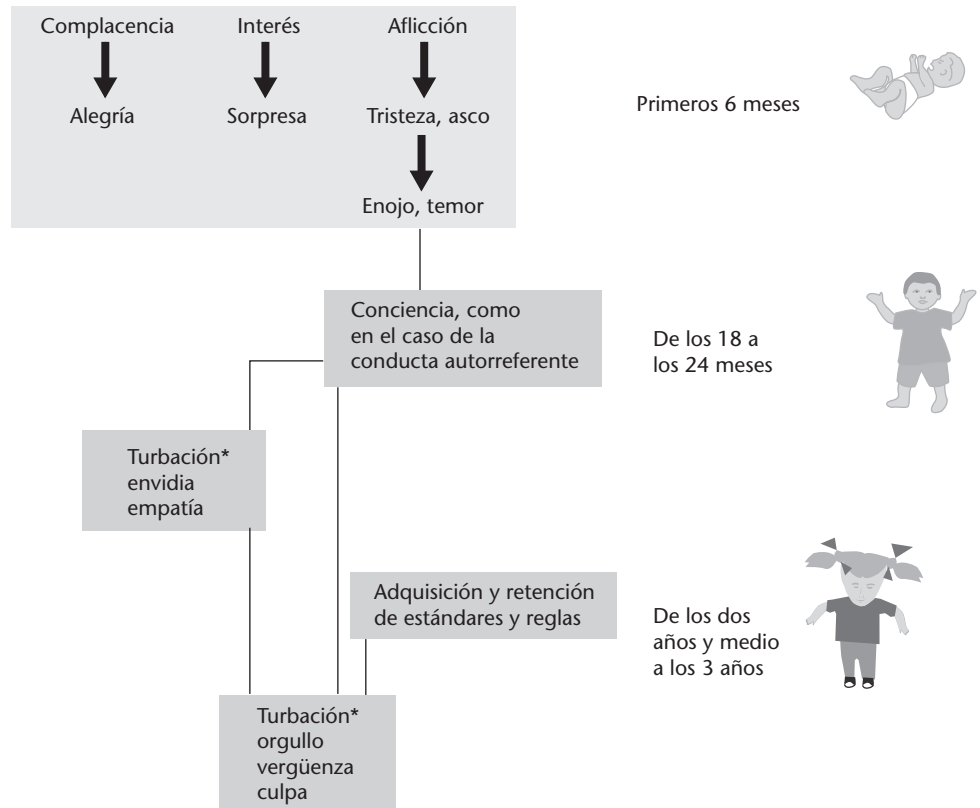 Complacencia
Interés
Aflicción
Alegría
Sorpresa
Tristeza, asco
Enojo, temor
Primeros 6 meses
Conciencia, como
en el caso de la
conducta autorreferente
De los 18 a
los 24 meses
Turbación*
envidia
empatía
Adquisición y retención
de estándares y reglas
De los dos
años y medio
a los 3 años
Turbación*
orgullo
vergüenza
culpa